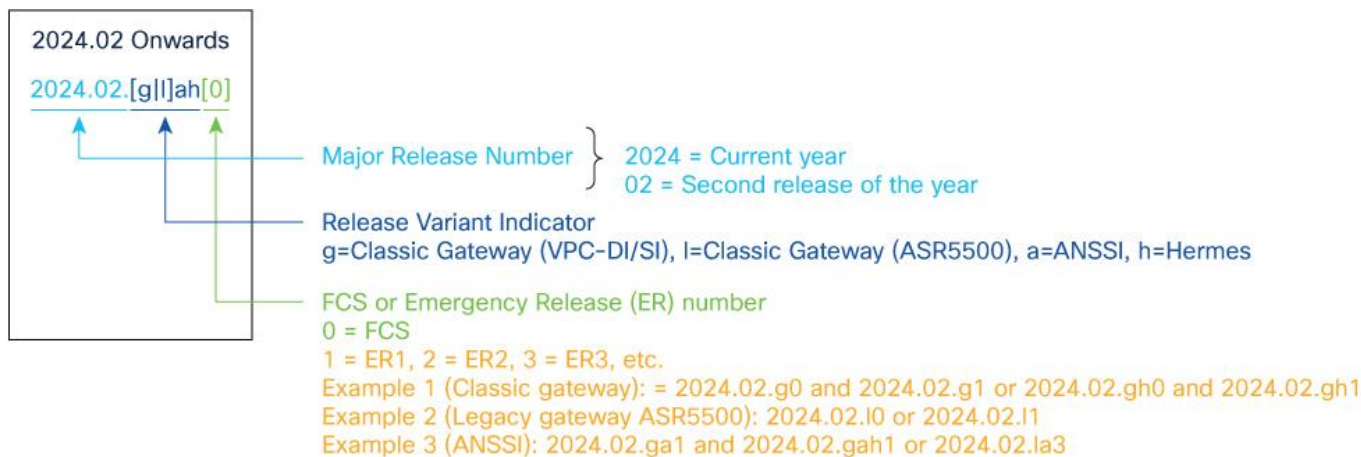 2024.02 Onwards
2024.02.[g|l]ah[0]
Major Release Number } 2024 = Current year
02 = Second release of the year
Release Variant Indicator
g=Classic Gateway (VPC-DI/SI), l=Classic Gateway (ASR5500), a=ANSSI, h=Hermes
FCS or Emergency Release (ER) number
0 = FCS
1 = ER1, 2 = ER2, 3 = ER3, etc.
Example 1 (Classic gateway): = 2024.02.g0 and 2024.02.g1 or 2024.02.gh0 and 2024.02.gh1
Example 2 (Legacy gateway ASR5500): 2024.02.l0 or 2024.02.l1
Example 3 (ANSSI): 2024.02.ga1 and 2024.02.gah1 or 2024.02.la3